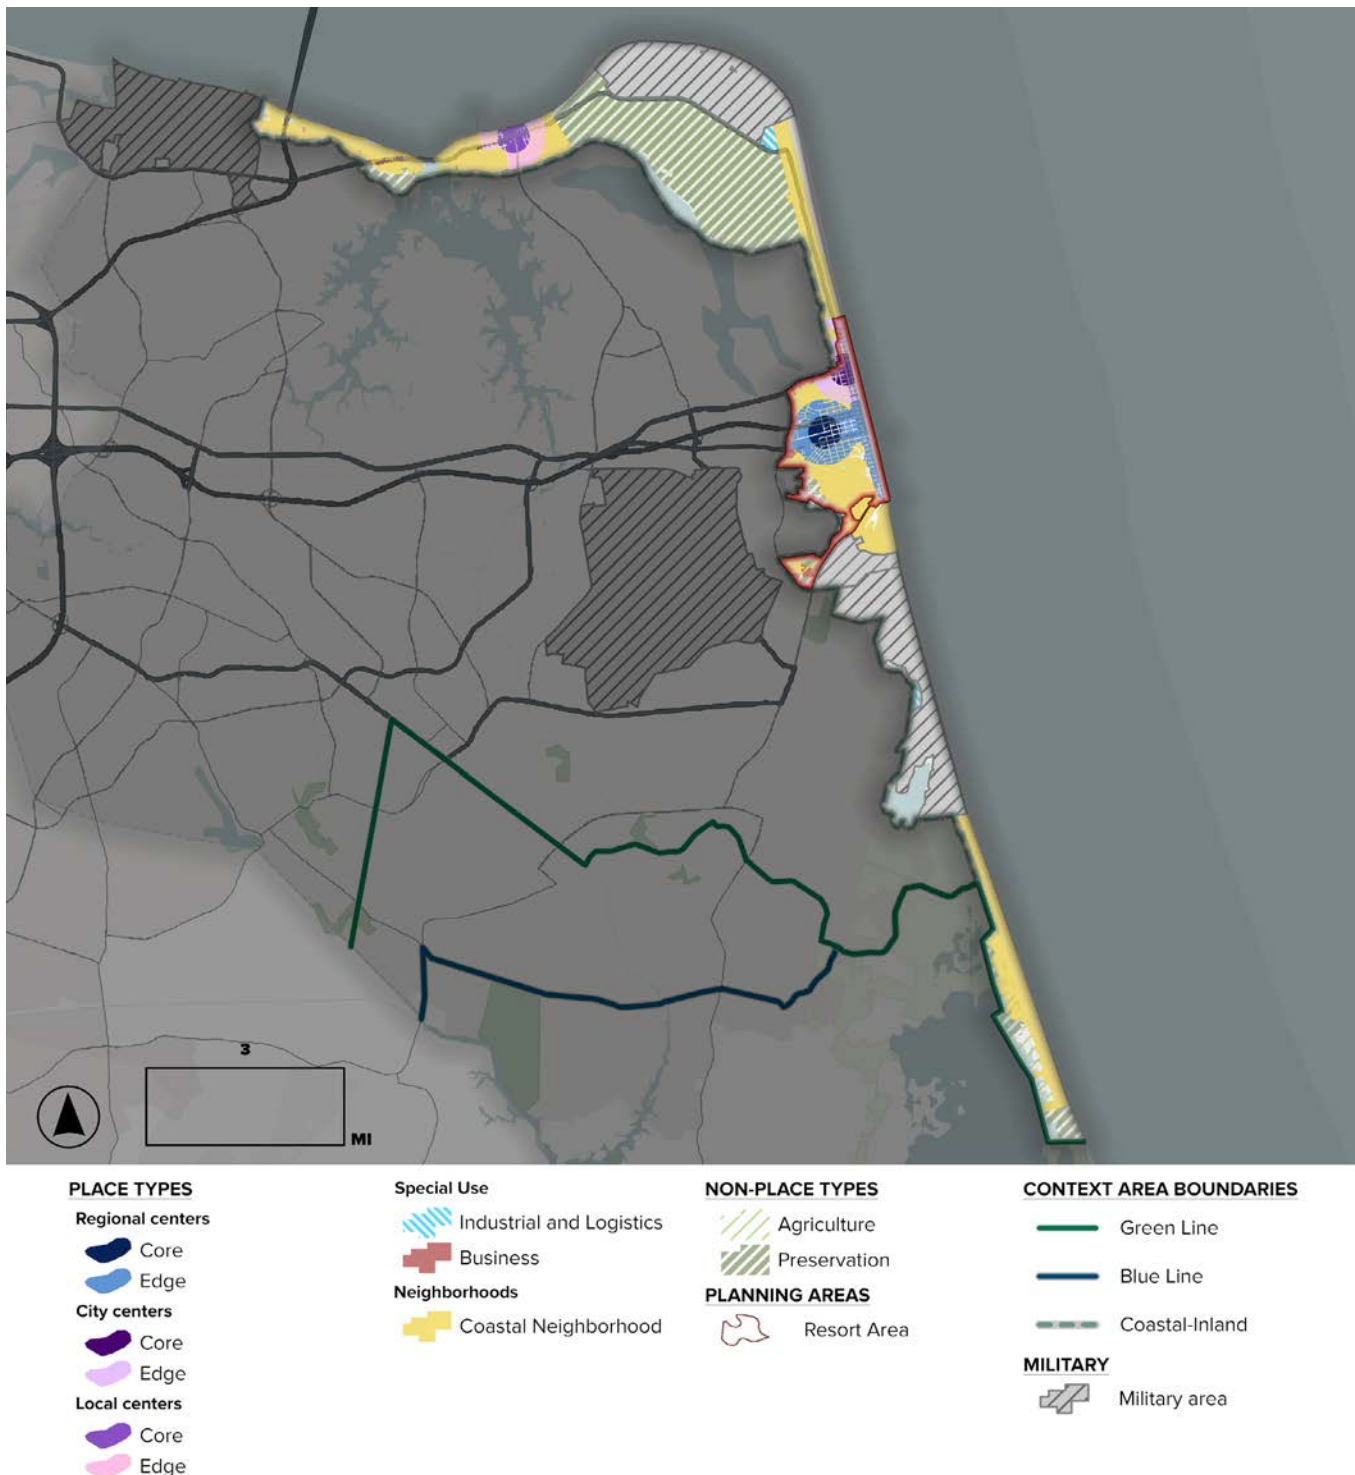 3
MI
PLACE TYPES
Regional centers
Core
Edge
City centers
Core
Edge
Local centers
Core
Edge
Special Use
Industrial and Logistics
Business
Neighborhoods
Coastal Neighborhood
NON-PLACE TYPES
Agriculture
Preservation
PLANNING AREAS
Resort Area
CONTEXT AREA BOUNDARIES
Green Line
Blue Line
Coastal-Inland
MILITARY
Military area